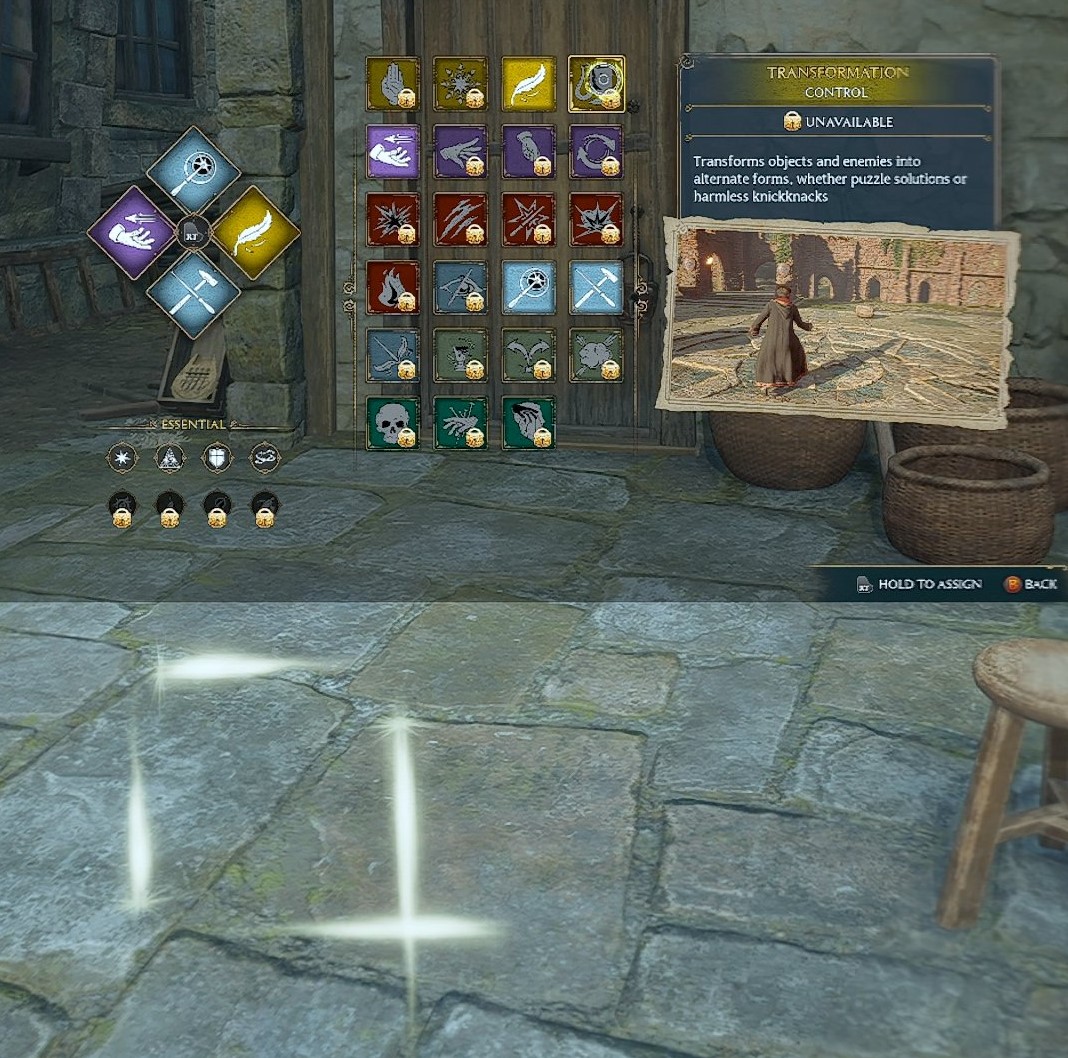 TRANSFORMATION
CONTROL
UNAVAILABLE
Transforms objects and enemies into
alternate forms, whether puzzle solutions or
harmless knickknacks
RT
ESSENTIAL
RT HOLD TO ASSIGN B BACK